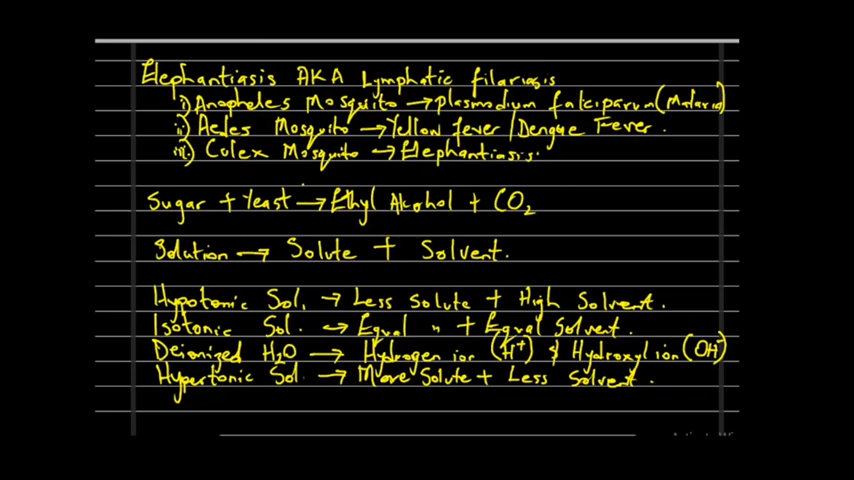 Elephantiasis AKA Lymphatic filariasis
i) Anopheles Mosquito → plasmodium falciparum (Malaria)
ii) Aedes Mosquito → Yellow fever / Dengue Fever.
iii) Culex Mosquito → Elephantiasis.
Sugar + Yeast → Ethyl Alcohol + CO2
Solution → Solute + Solvent.
Hypotonic Sol. → Less Solute + High Solvent.
Isotonic Sol. → Equal " + Equal Solvent.
Deionized H2O → Hydrogen ion (H+) & Hydroxyl ion (OH-)
Hypertonic Sol. → More Solute + Less Solvent.